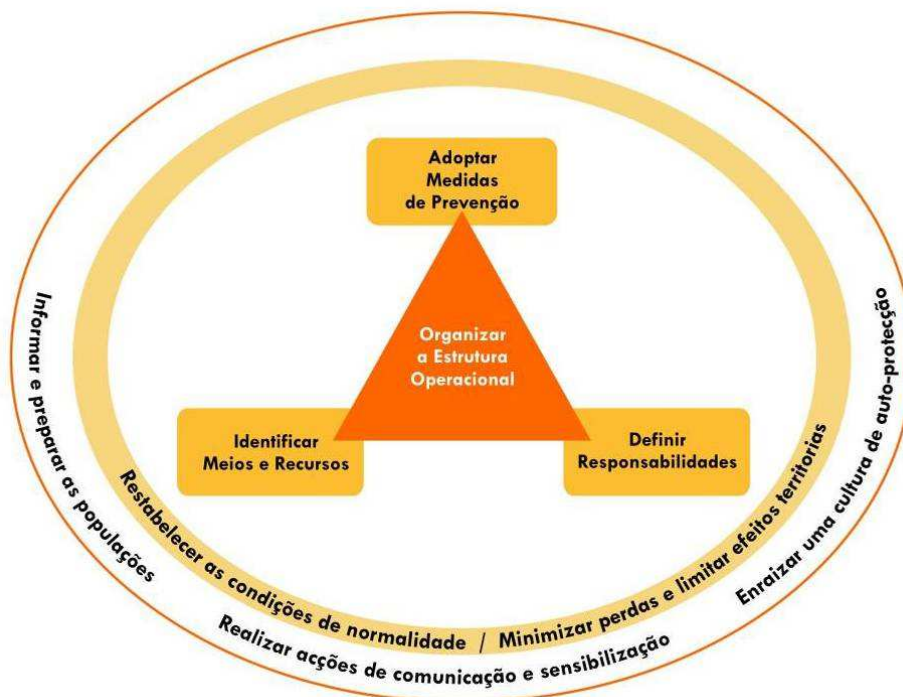 Adoptar
Medidas
de Prevenção
Organizar
a Estrutura
Operacional
Identificar
Meios e Recursos
Definir
Responsabilidades
Restabelecer as condições de normalidade / Minimizar perdas e limitar efeitos territorias
Informar e preparar as populações
Realizar acções de comunicação e sensibilização
Enraizar uma cultura de auto-protecção